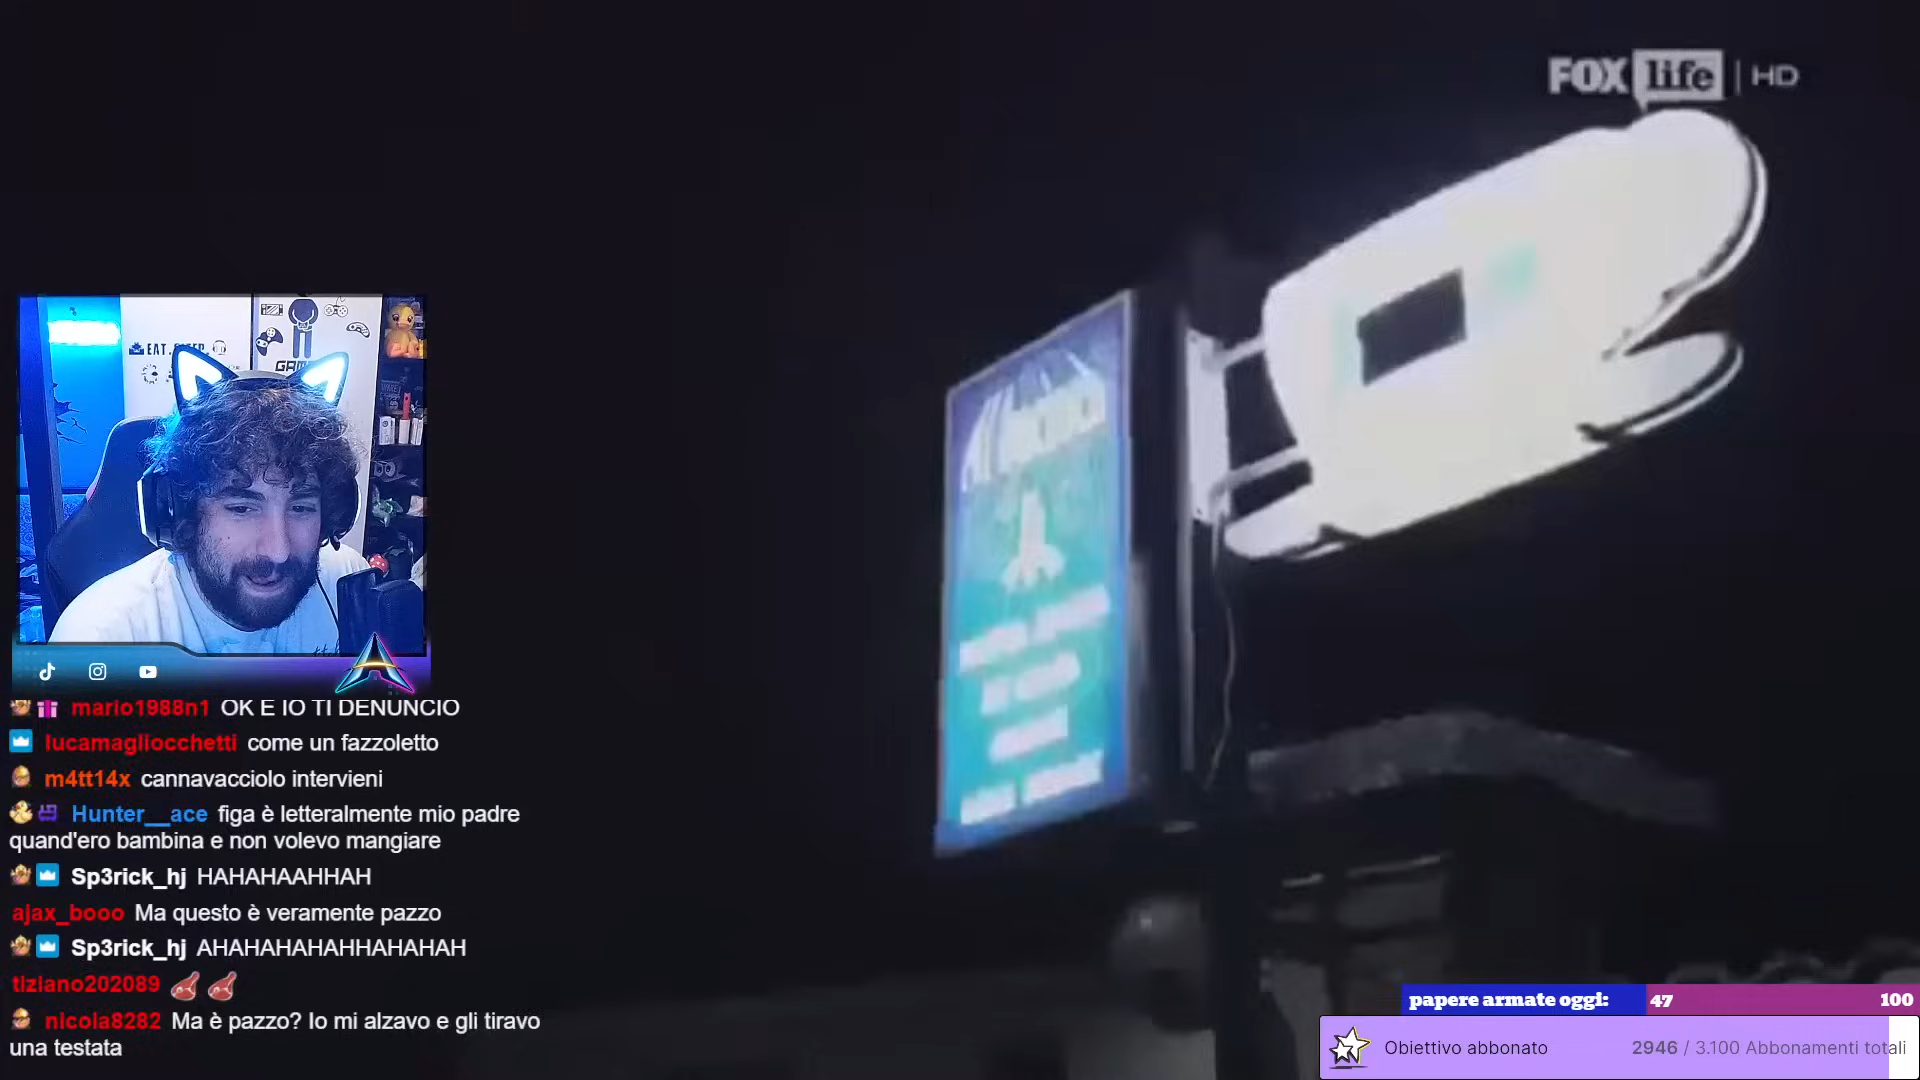 FOX life | HD
EAT.
mario1988n1 OK E IO TI DENUNCIO
lucamagliocchetti come un fazzoletto
m4tt14x cannavacciolo intervieni
Hunter__ace figa è letteralmente mio padre
quand'ero bambina e non volevo mangiare
Sp3rick_hj HAHAHAAHHAH
ajax_booo Ma questo è veramente pazzo
Sp3rick_hj AHAHAHAHAHHAHAHAH
tiziano202089
nicola8282 Ma è pazzo? Io mi alzavo e gli tiravo
una testata
papere armate oggi: 47 100
Obiettivo abbonato 2946 / 3.100 Abbonamenti totali